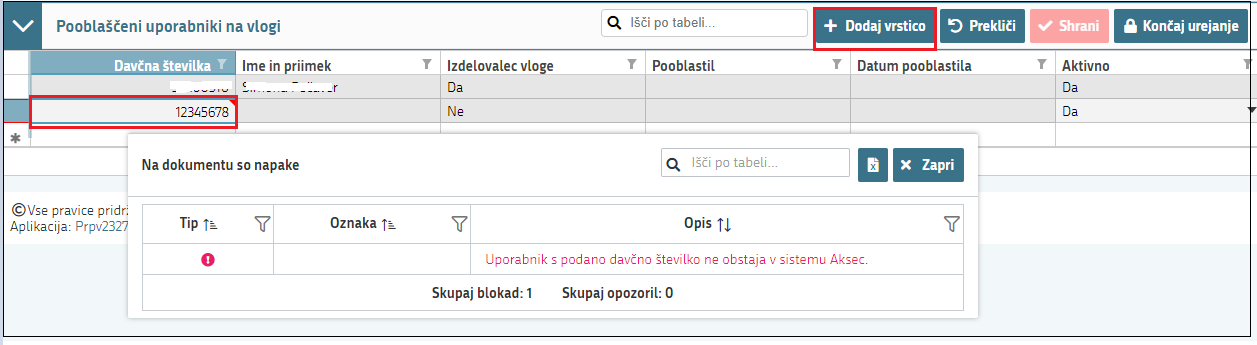 Pooblaščeni uporabniki na vlogi
Išči po tabeli...
+ Dodaj vrstico
Prekliči
Shrani
Končaj urejanje
Davčna številka Ime in priimek Izdelovalec vloge Pooblastil Datum pooblastila Aktivno
Da Da
12345678 Ne Da
*
Na dokumentu so napake
Išči po tabeli...
Zapri
Tip Oznaka Opis
Uporabnik s podano davčno številko ne obstaja v sistemu Aksec.
Skupaj blokad: 1 Skupaj opozoril: 0
©Vse pravice
Aplikacija: Prpv2327